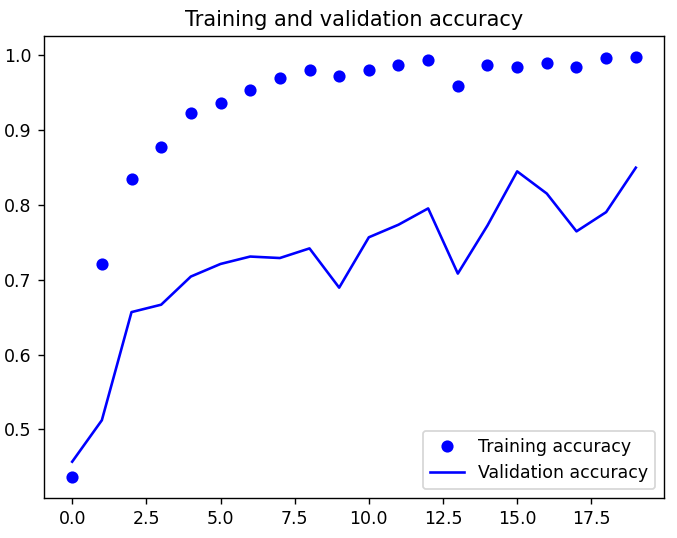 Training and validation accuracy
1.0
0.9
0.8
0.7
0.6
0.5
Training accuracy
Validation accuracy
0.0 2.5 5.0 7.5 10.0 12.5 15.0 17.5